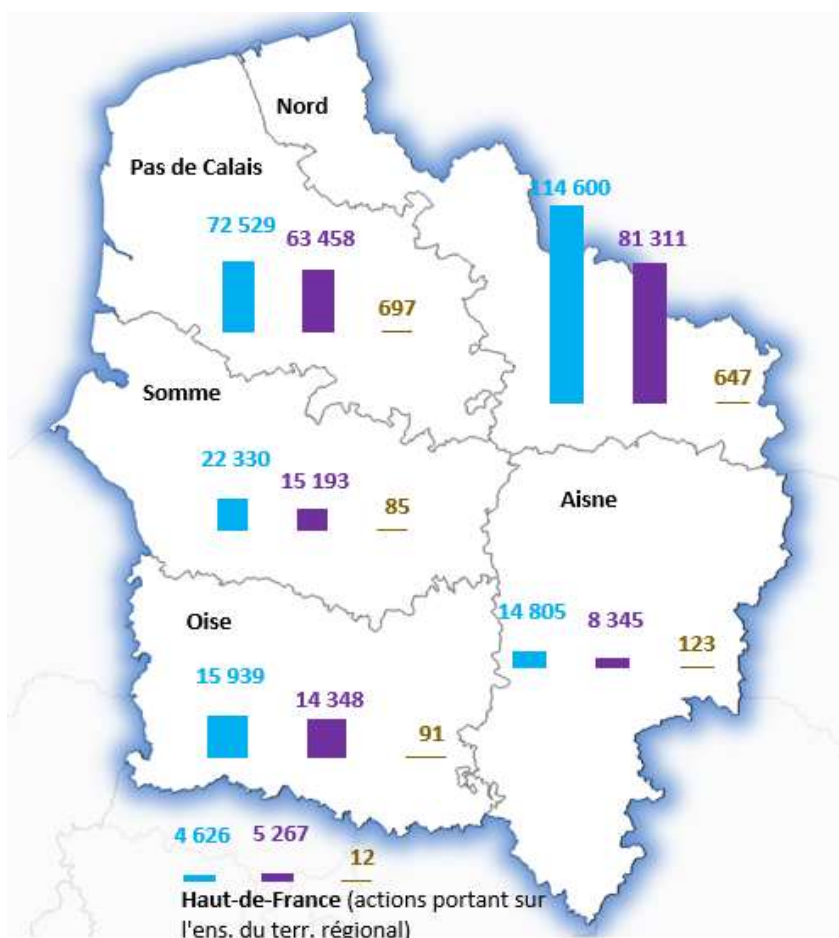 Nord
Pas de Calais
114 600
72 529
63 458
81 311
697
647
Somme
22 330
15 193
85
Aisne
Oise
14 805
8 345
123
15 939
14 348
91
4 626
5 267
12
Haut-de-France (actions portant sur
l'ens. du terr. régional)